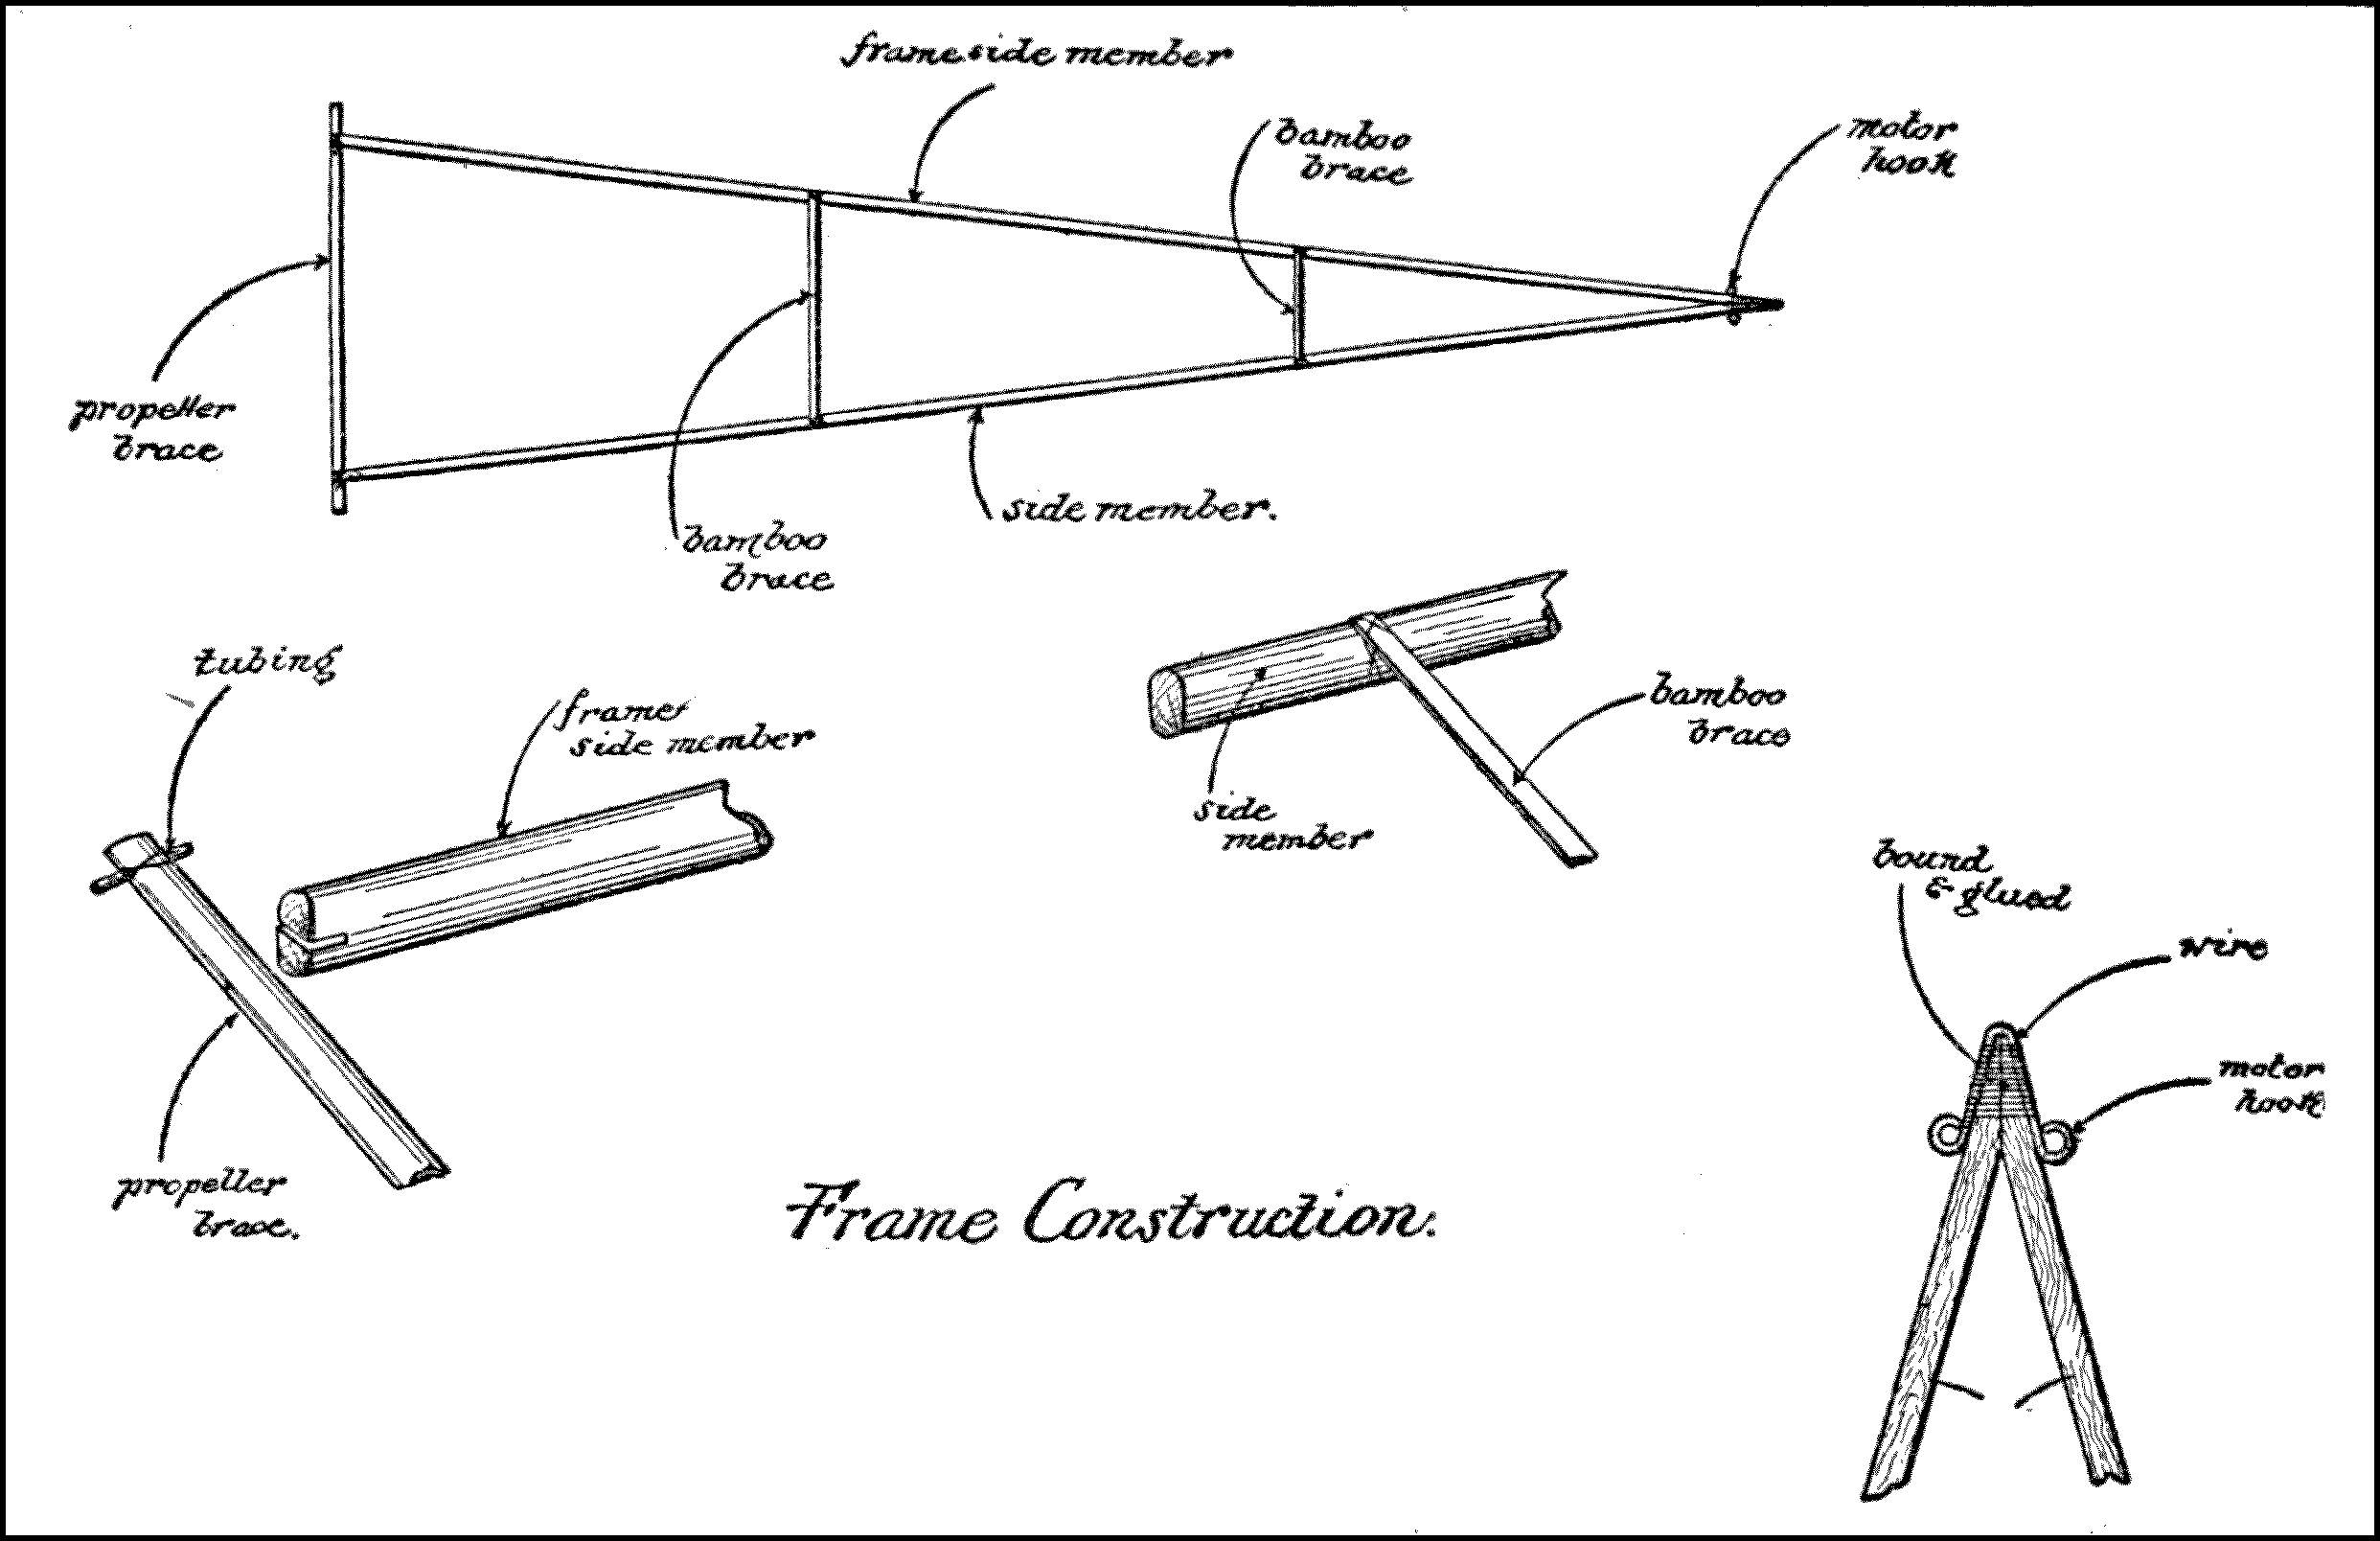 frame side member
bamboo
brace
motor
hook
propeller
brace
side member.
bamboo
brace
tubing
frame
side member
bamboo
brace
side
member
bound
& glued
wire
motor
hook
propeller
brace.
Frame Construction.